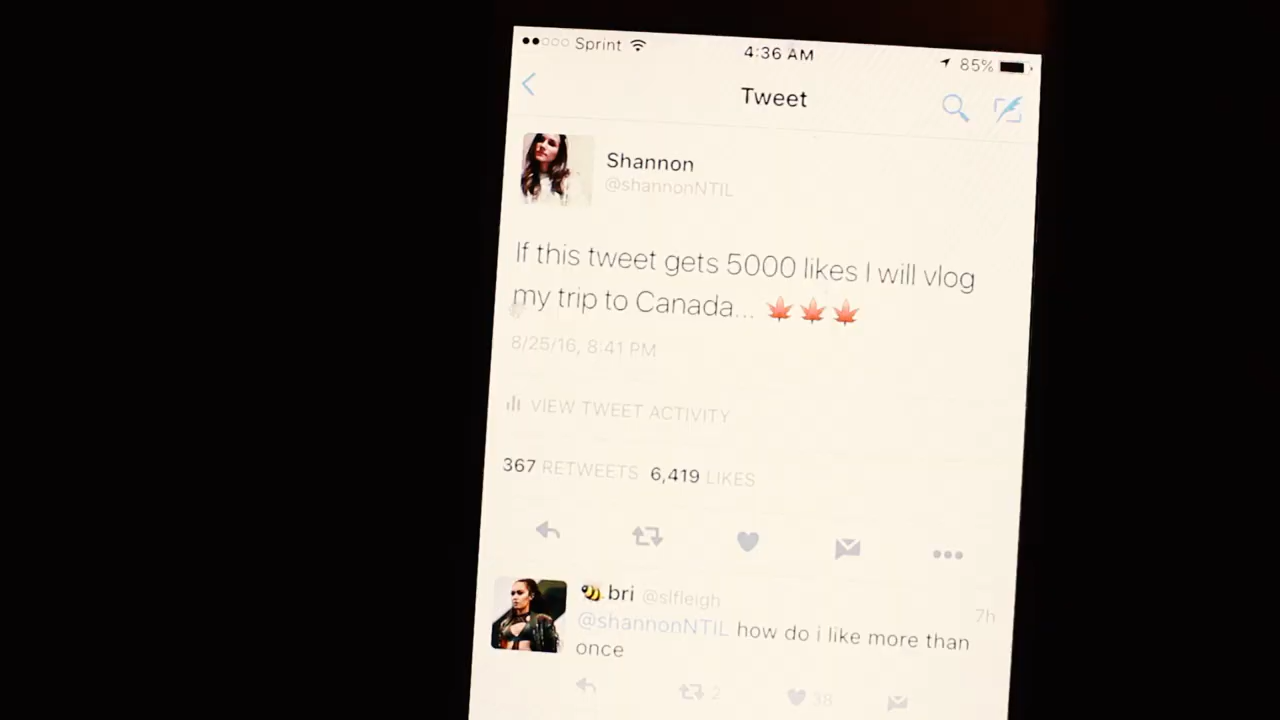 Sprint 4:36 AM 85%
Tweet
Shannon
@shannonNTIL
If this tweet gets 5000 likes I will vlog
my trip to Canada... 🍁🍁🍁
8/25/16, 8:41 PM
VIEW TWEET ACTIVITY
367 RETWEETS 6,419 LIKES
🐝 bri @slfleigh 7h
@shannonNTIL how do i like more than
once
2 38